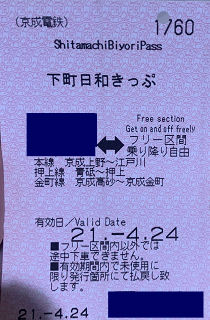 (京成電鉄)
1/60
ShitamachiBiyoriPass
下町日和きっぷ
Free section
Get on and off freely
フリー区間
乗り降り自由
本線 京成上野~江戸川
押上線 青砥~押上
金町線 京成高砂~京成金町
有効日/Valid Date
21.-4.24
■フリー区間内以外では
途中下車できません。
■有効期間内で未使用に
限り発行箇所にて払戻し致
します。
21.-4.24